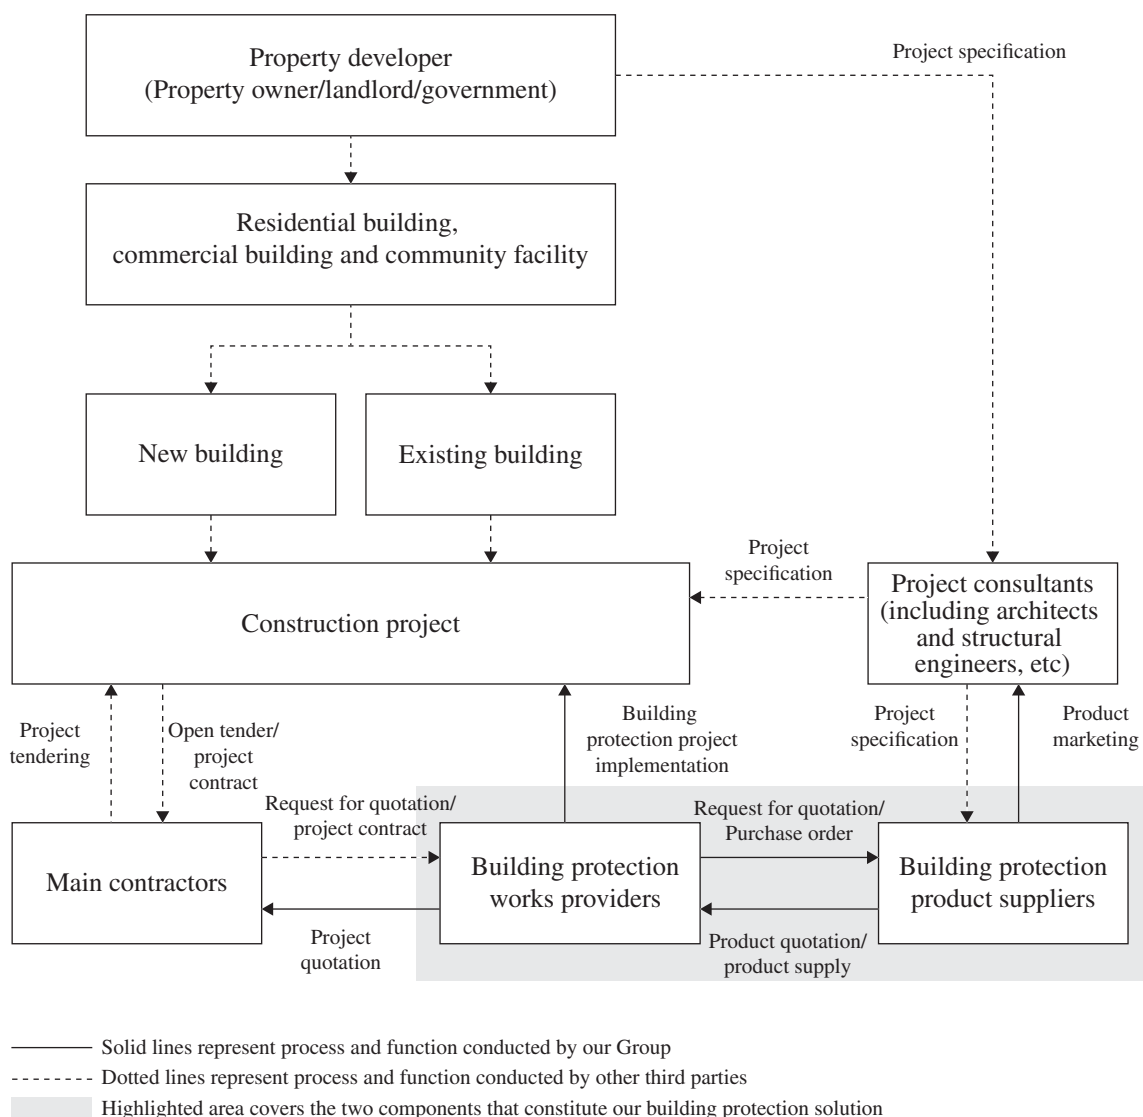 Property developer
(Property owner/landlord/government)
Project specification
Residential building,
commercial building and community facility
New building
Existing building
Project
specification
Construction project
Project consultants
(including architects
and structural
engineers, etc)
Project
tendering
Open tender/
project
contract
Building
protection project
implementation
Project
specification
Product
marketing
Request for quotation/
project contract
Request for quotation/
Purchase order
Main contractors
Building protection
works providers
Building protection
product suppliers
Project
quotation
Product quotation/
product supply
Solid lines represent process and function conducted by our Group
Dotted lines represent process and function conducted by other third parties
Highlighted area covers the two components that constitute our building protection solution